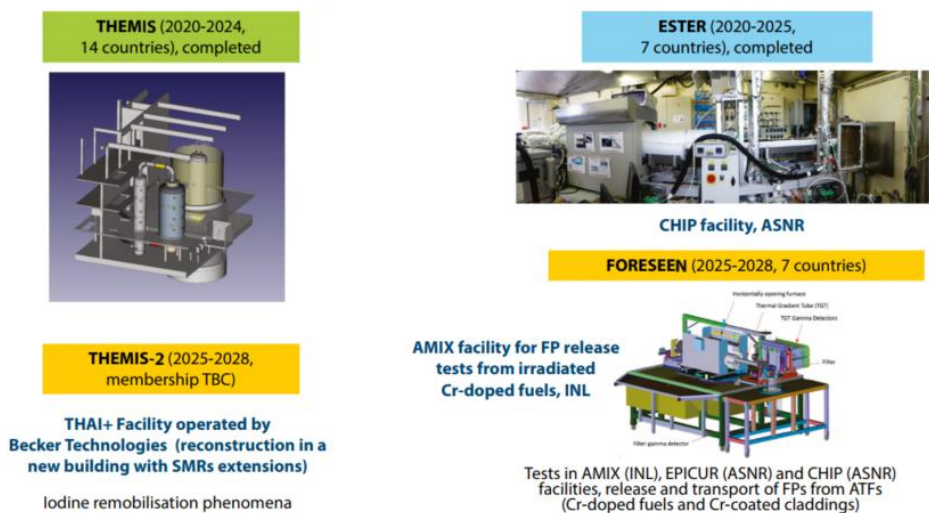 THEMIS (2020-2024,
14 countries), completed
THEMIS-2 (2025-2028,
membership TBC)
THAI+ Facility operated by
Becker Technologies (reconstruction in a
new building with SMRs extensions)
Iodine remobilisation phenomena
ESTER (2020-2025,
7 countries), completed
CHIP facility, ASNR
FORESEEN (2025-2028, 7 countries)
AMIX facility for FP release
tests from irradiated
Cr-doped fuels, INL
Horizontally-opening furnace
Thermal Gradient Tube (TGT)
TGT Gamma Detectors
Filter
Filter gamma detector
Tests in AMIX (INL), EPICUR (ASNR) and CHIP (ASNR)
facilities, release and transport of FPs from ATFs
(Cr-doped fuels and Cr-coated claddings)